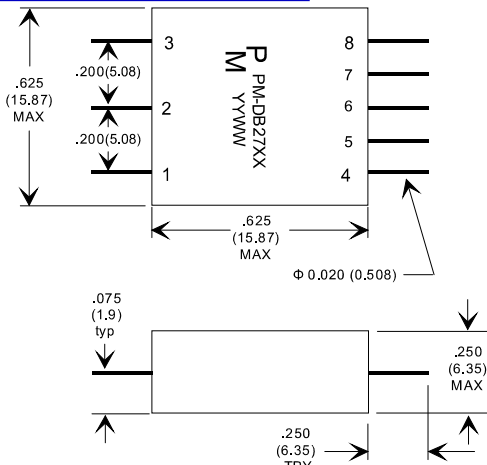 .625
(15.87)
MAX
.200(5.08)
.200(5.08)
3
2
1
PM
PM-DB27XX
YYWW
8
7
6
5
4
.625
(15.87)
MAX
Φ 0.020 (0.508)
.075
(1.9)
typ
.250
(6.35)
MAX
.250
(6.35)